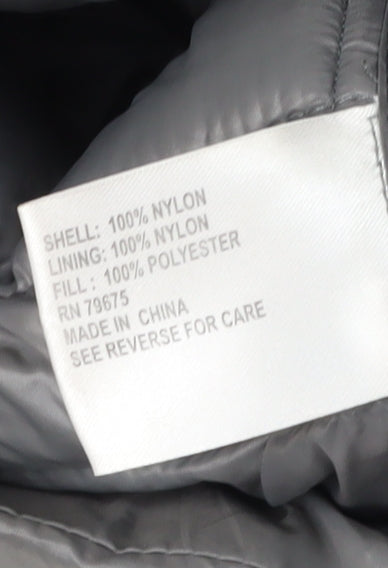 SHELL: 100% NYLON
LINING: 100% NYLON
FILL : 100% POLYESTER
RN 79675
MADE IN CHINA
SEE REVERSE FOR CARE